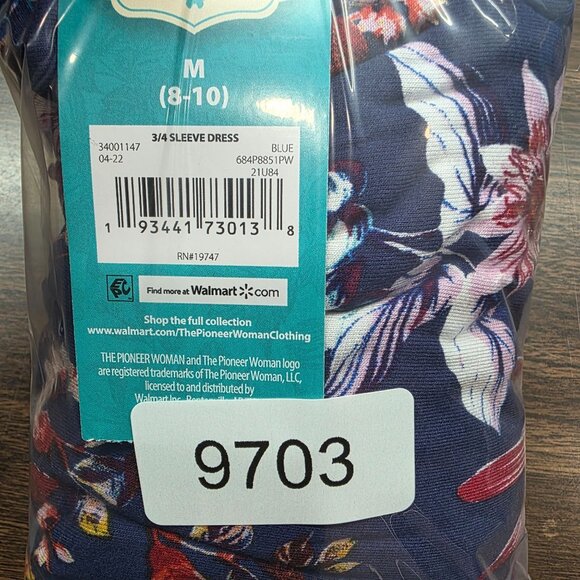 M
(8-10)
3/4 SLEEVE DRESS
34001147 BLUE
04-22 684P8851PW
21U84
1 93441 73013 8
RN#19747
Find more at Walmart.com
Shop the full collection
www.walmart.com/ThePioneerWomanClothing
THE PIONEER WOMAN and The Pioneer Woman logo
are registered trademarks of The Pioneer Woman, LLC,
licensed to and distributed by
Walmart Inc.
9703